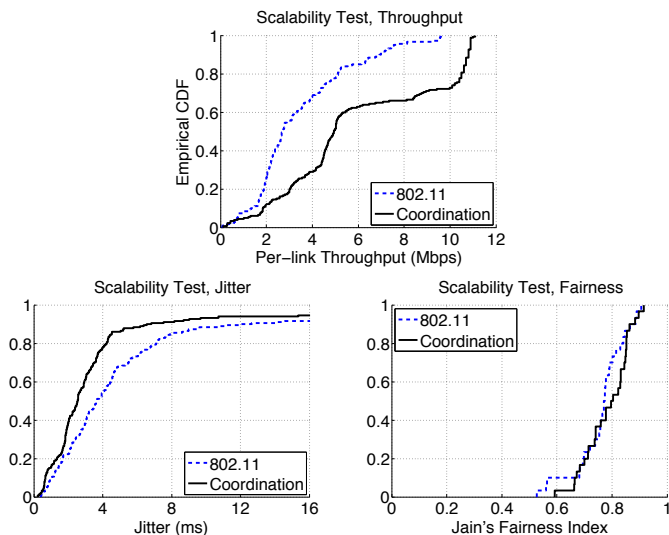 Scalability Test, Throughput
1
0.8
0.6
0.4
0.2
0
Empirical CDF
802.11
Coordination
0 2 4 6 8 10 12
Per-link Throughput (Mbps)
Scalability Test, Jitter
1
0.8
0.6
0.4
0.2
0
802.11
Coordination
0 4 8 12 16
Jitter (ms)
Scalability Test, Fairness
1
0.8
0.6
0.4
0.2
0
802.11
Coordination
0 0.2 0.4 0.6 0.8 1
Jain's Fairness Index